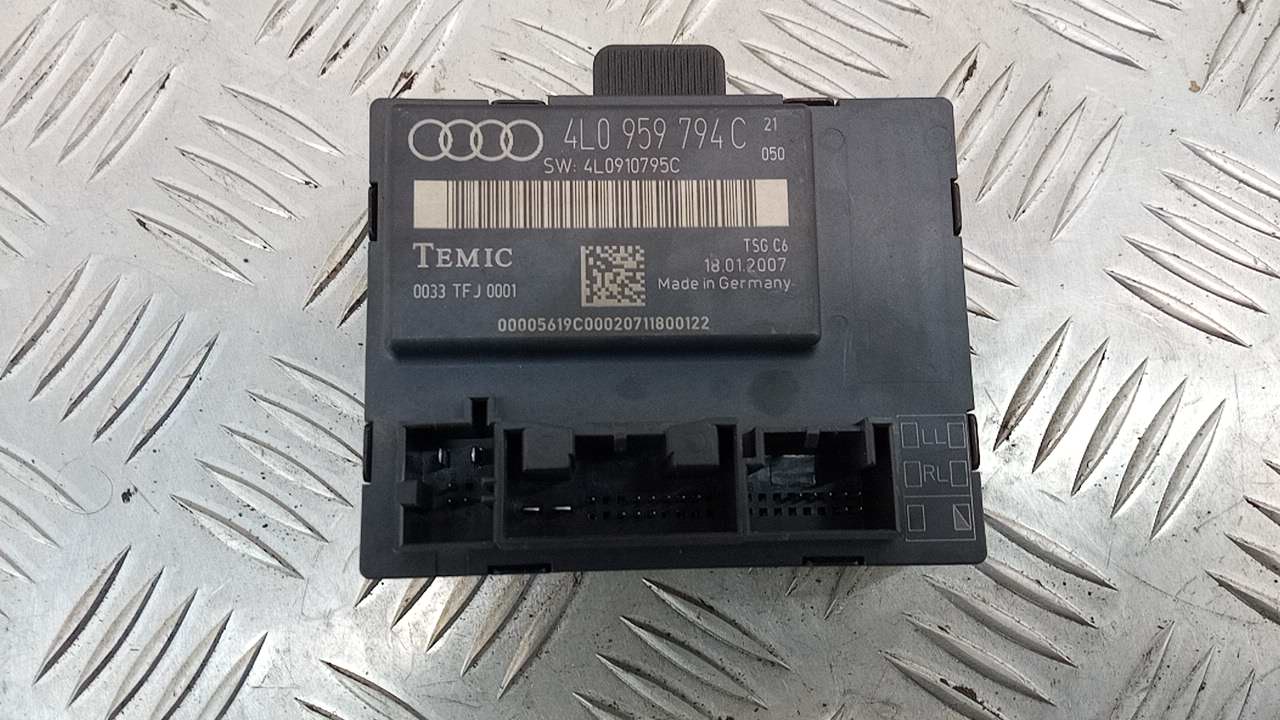 4L0 959 794 C 21
050
SW: 4L0910795C
TEMIC
TSG C6
18.01.2007
0033 TFJ 0001
Made in Germany
00005619C00020711800122
LL
RL